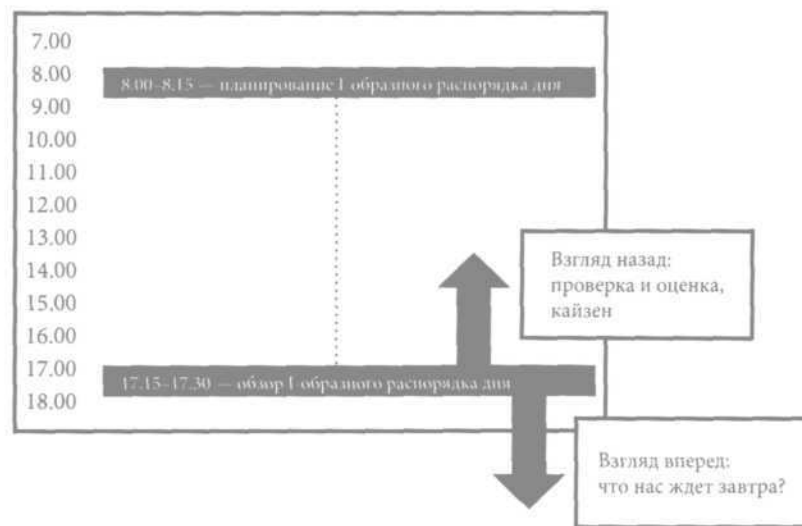 7.00
8.00
8.00–8.15 — планирование I-образного распорядка дня
9.00
10.00
11.00
12.00
13.00
14.00
15.00
16.00
17.00
17.15–17.30 — обзор I-образного распорядка дня
18.00
Взгляд назад:
проверка и оценка,
кайзен
Взгляд вперед:
что нас ждет завтра?